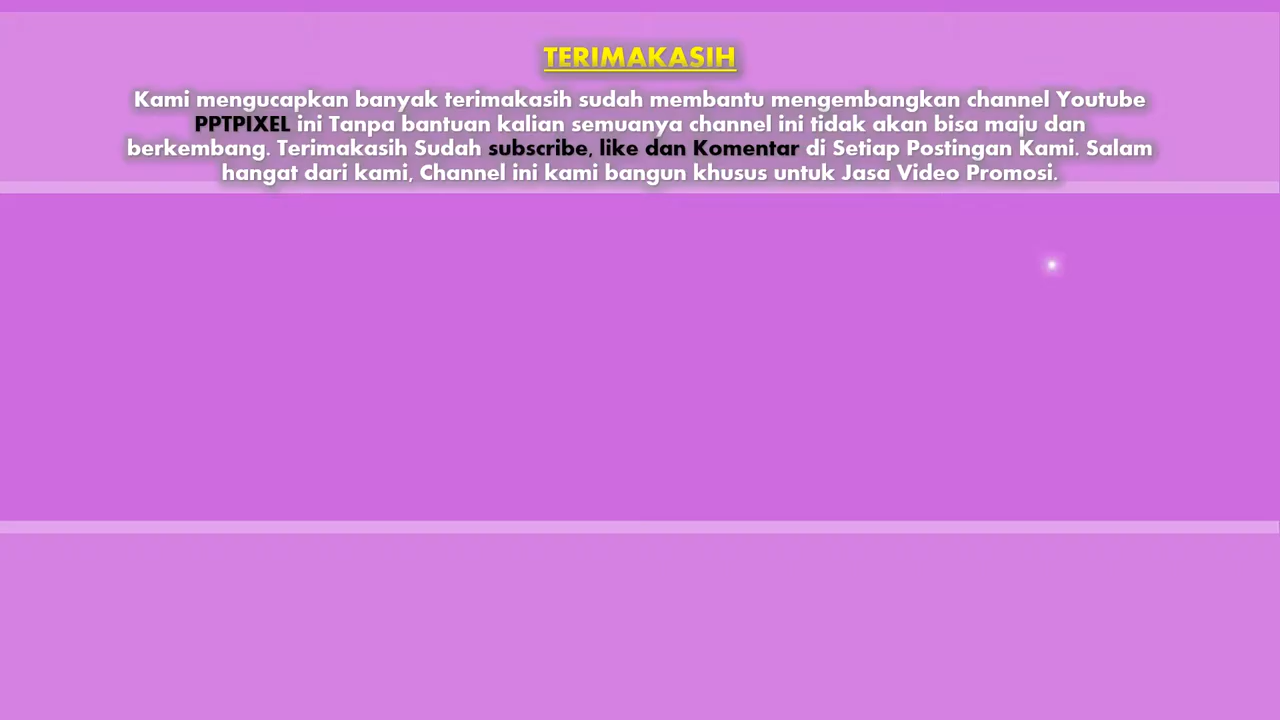 TERIMAKASIH
Kami mengucapkan banyak terimakasih sudah membantu mengembangkan channel Youtube
PPTPIXEL ini Tanpa bantuan kalian semuanya channel ini tidak akan bisa maju dan
berkembang. Terimakasih Sudah subscribe, like dan Komentar di Setiap Postingan Kami. Salam
hangat dari kami, Channel ini kami bangun khusus untuk Jasa Video Promosi.